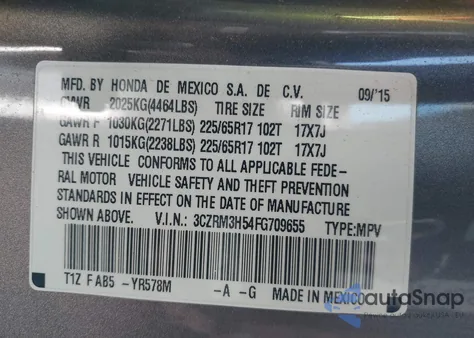 MFD. BY HONDA DE MEXICO S.A. DE C.V. 09/'15
GVWR 2025KG(4464LBS) TIRE SIZE RIM SIZE
GAWR F 1030KG(2271LBS) 225/65R17 102T 17X7J
GAWR R 1015KG(2238LBS) 225/65R17 102T 17X7J
THIS VEHICLE CONFORMS TO ALL APPLICABLE FEDE-
RAL MOTOR VEHICLE SAFETY AND THEFT PREVENTION
STANDARDS IN EFFECT ON THE DATE OF MANUFACTURE
SHOWN ABOVE. V.I.N.: 3CZRM3H54FG709655 TYPE:MPV
T1Z F AB5 -YR578M -A -G MADE IN MEXICO
autoSnap